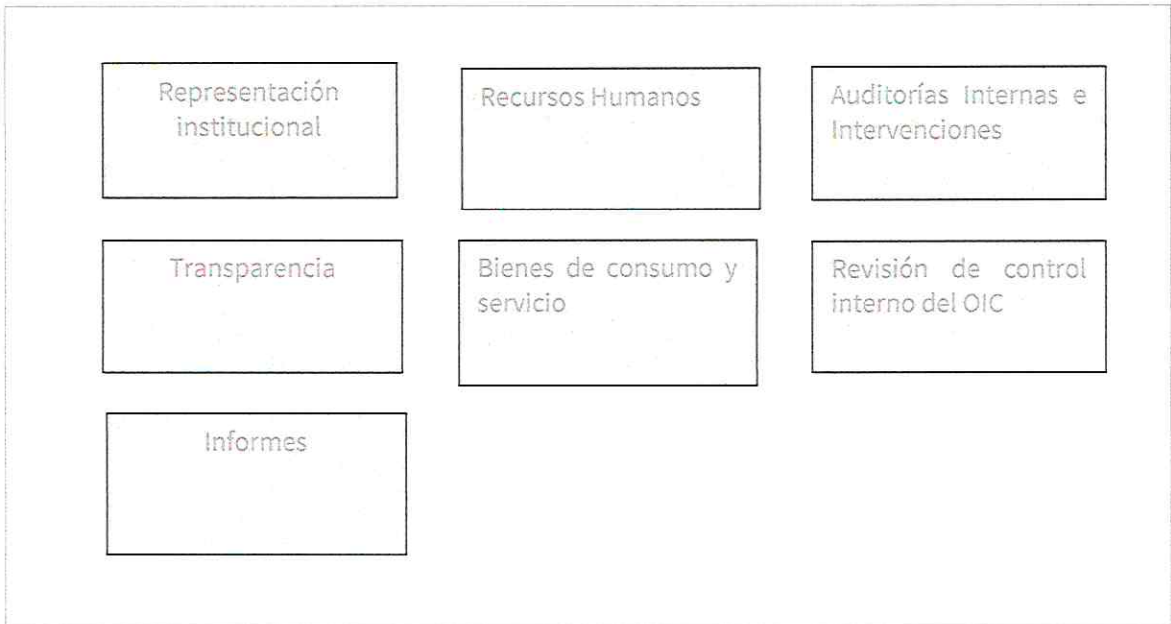 Representación
institucional
Recursos Humanos
Auditorías Internas e
Intervenciones
Transparencia
Bienes de consumo y
servicio
Revisión de control
interno del OIC
Informes